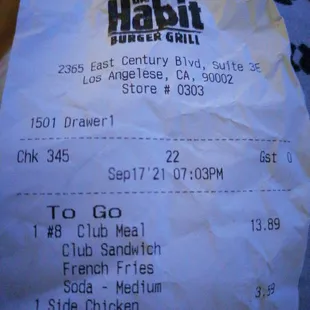 the
Habit
BURGER GRILL
2365 East Century Blvd, Suite 3E
Los Angelese, CA, 90002
Store # 0303
1501 Drawer1
Chk 345 22 Gst 0
Sep17'21 07:03PM
To Go
1 #8 Club Meal 13.89
Club Sandwich
French Fries
Soda - Medium
1 Side Chicken